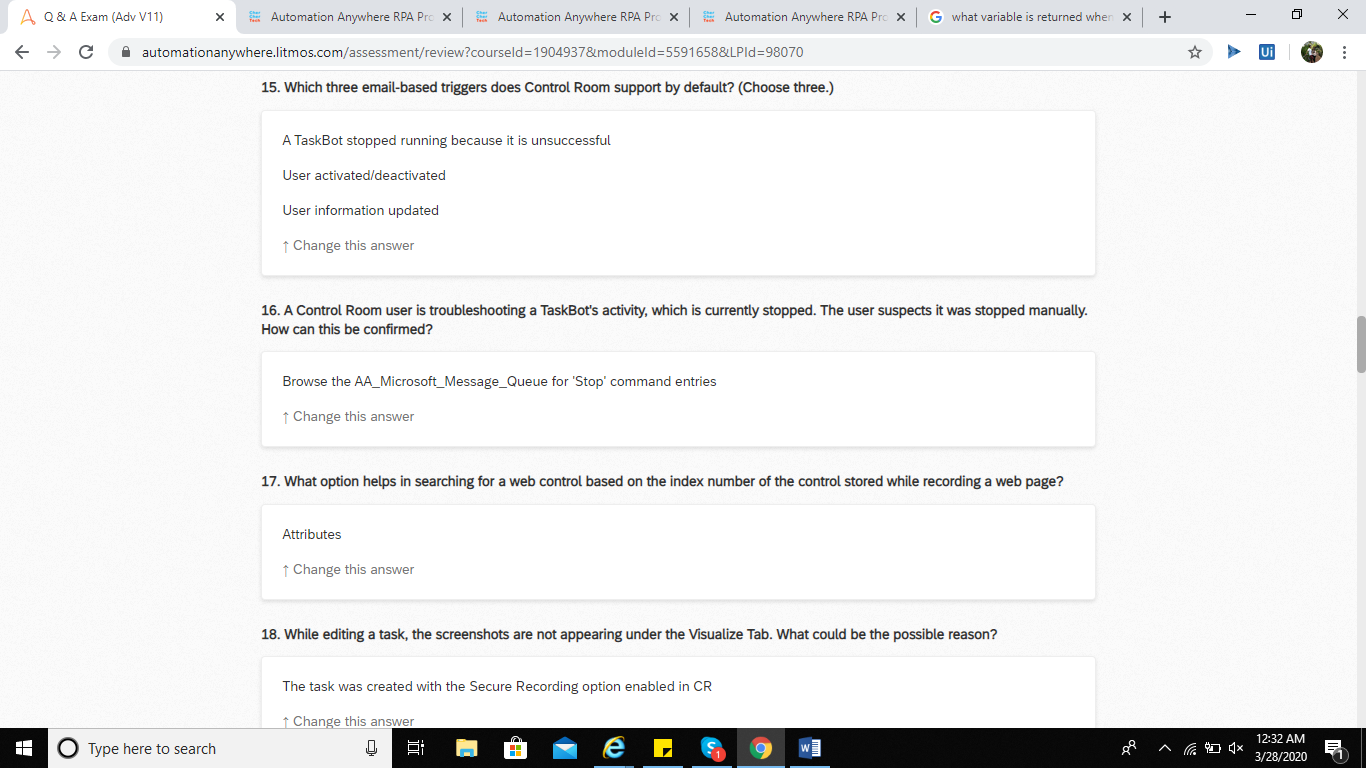 Q & A Exam (Adv V11)
Automation Anywhere RPA Pro
Automation Anywhere RPA Pro
Automation Anywhere RPA Pro
what variable is returned when
automationanywhere.litmos.com/assessment/review?courseId=1904937&moduleId=5591658&LPId=98070
Ui
15. Which three email-based triggers does Control Room support by default? (Choose three.)
A TaskBot stopped running because it is unsuccessful
User activated/deactivated
User information updated
↑ Change this answer
16. A Control Room user is troubleshooting a TaskBot's activity, which is currently stopped. The user suspects it was stopped manually.
How can this be confirmed?
Browse the AA_Microsoft_Message_Queue for 'Stop' command entries
↑ Change this answer
17. What option helps in searching for a web control based on the index number of the control stored while recording a web page?
Attributes
↑ Change this answer
18. While editing a task, the screenshots are not appearing under the Visualize Tab. What could be the possible reason?
The task was created with the Secure Recording option enabled in CR
↑ Change this answer
Type here to search
1
12:32 AM
3/28/2020
1